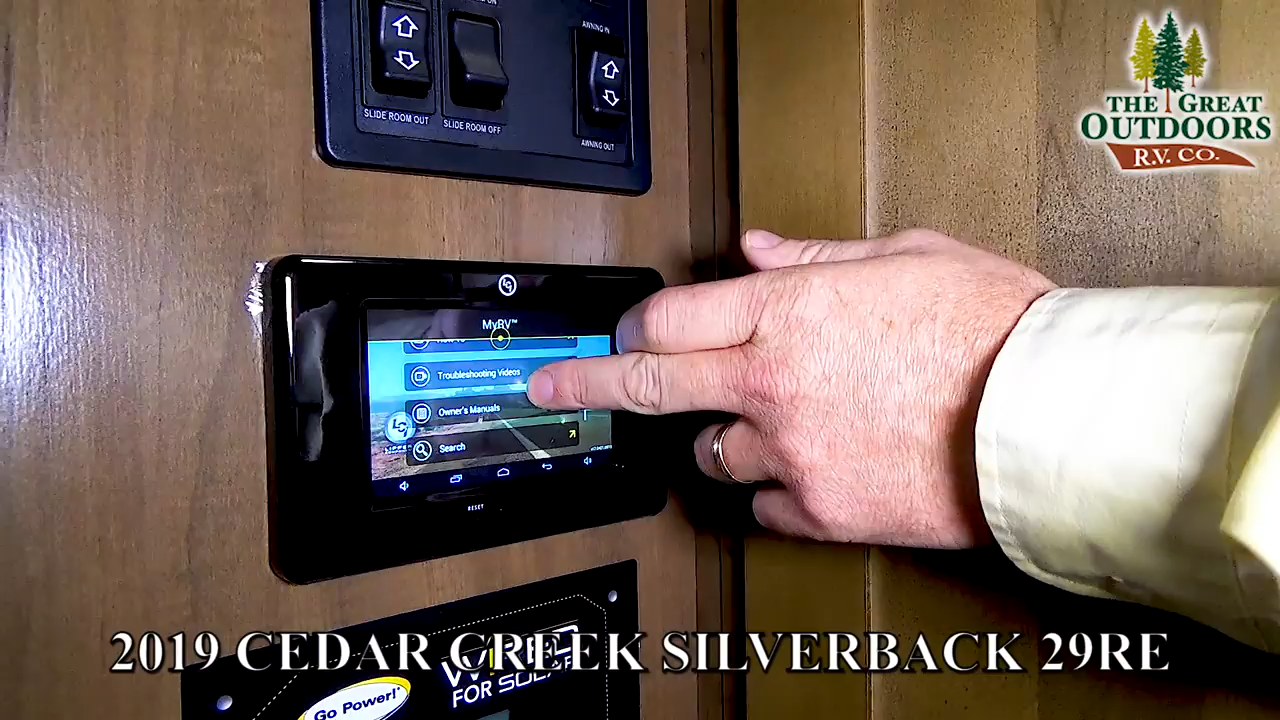 SLIDE ROOM OUT
SLIDE ROOM OFF
AWNING IN
AWNING OUT
THE GREAT
OUTDOORS
R.V. CO.
MyRV™
Troubleshooting Videos
Owner's Manuals
Search
RESET
2019 CEDAR CREEK SILVERBACK 29RE
FOR SOLAR
Go Power!